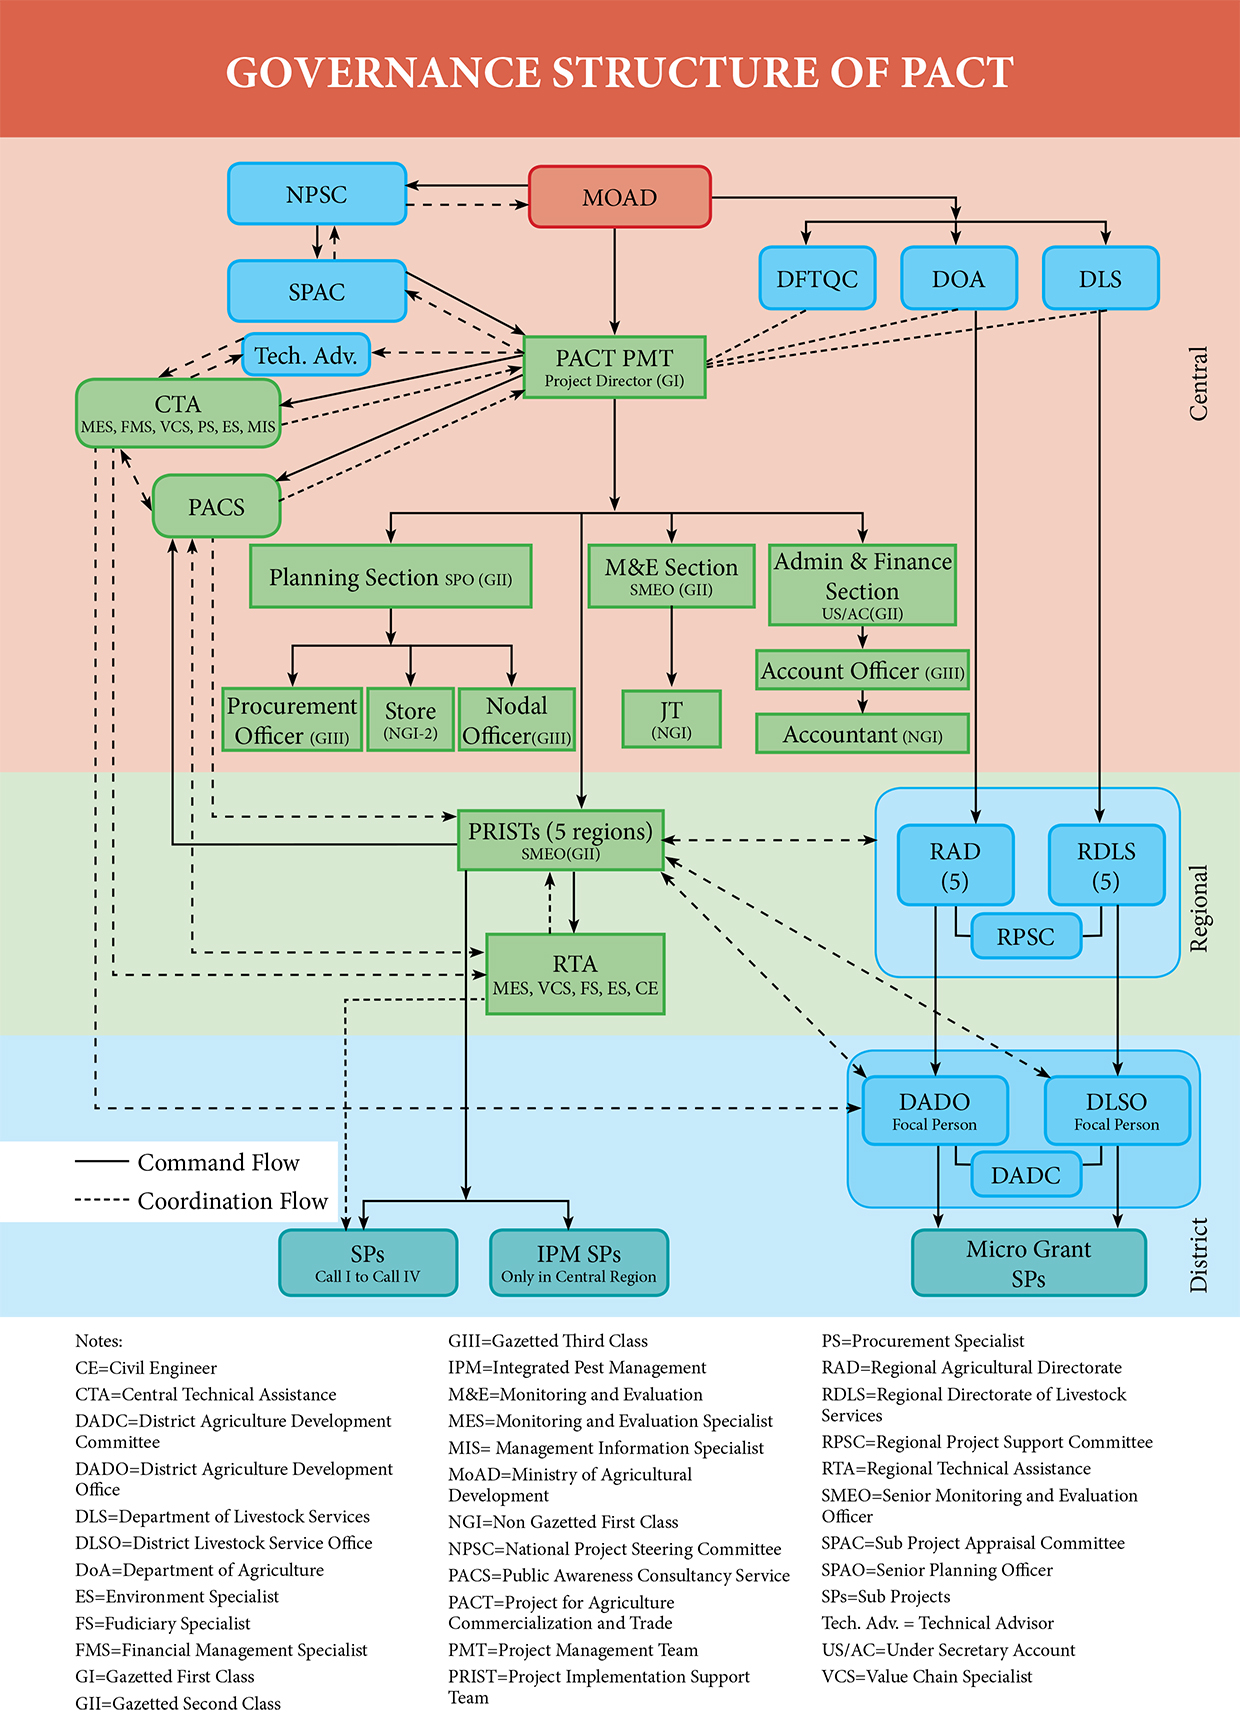 GOVERNANCE STRUCTURE OF PACT
NPSC
MOAD
SPAC
DFTQC
DOA
DLS
Tech. Adv.
PACT PMT
Project Director (GI)
CTA
MES, FMS, VCS, PS, ES, MIS
Central
PACS
Planning Section SPO (GII)
M&E Section
SMEO (GII)
Admin & Finance
Section
US/AC(GII)
Account Officer (GIII)
Procurement
Officer (GIII)
Store
(NGI-2)
Nodal
Officer(GIII)
JT
(NGI)
Accountant (NGI)
PRISTs (5 regions)
SMEO(GII)
RAD
(5)
RDLS
(5)
RPSC
Regional
RTA
MES, VCS, FS, ES, CE
DADO
Focal Person
DLSO
Focal Person
DADC
Command Flow
Coordination Flow
SPs
Call I to Call IV
IPM SPs
Only in Central Region
Micro Grant
SPs
District
Notes:
CE=Civil Engineer
CTA=Central Technical Assistance
DADC=District Agriculture Development
Committee
DADO=District Agriculture Development
Office
DLS=Department of Livestock Services
DLSO=District Livestock Service Office
DoA=Department of Agriculture
ES=Environment Specialist
FS=Fudiciary Specialist
FMS=Financial Management Specialist
GI=Gazetted First Class
GII=Gazetted Second Class
GIII=Gazetted Third Class
IPM=Integrated Pest Management
M&E=Monitoring and Evaluation
MES=Monitoring and Evaluation Specialist
MIS= Management Information Specialist
MoAD=Ministry of Agricultural
Development
NGI=Non Gazetted First Class
NPSC=National Project Steering Committee
PACS=Public Awareness Consultancy Service
PACT=Project for Agriculture
Commercialization and Trade
PMT=Project Management Team
PRIST=Project Implementation Support
Team
PS=Procurement Specialist
RAD=Regional Agricultural Directorate
RDLS=Regional Directorate of Livestock
Services
RPSC=Regional Project Support Committee
RTA=Regional Technical Assistance
SMEO=Senior Monitoring and Evaluation
Officer
SPAC=Sub Project Appraisal Committee
SPAO=Senior Planning Officer
SPs=Sub Projects
Tech. Adv. = Technical Advisor
US/AC=Under Secretary Account
VCS=Value Chain Specialist